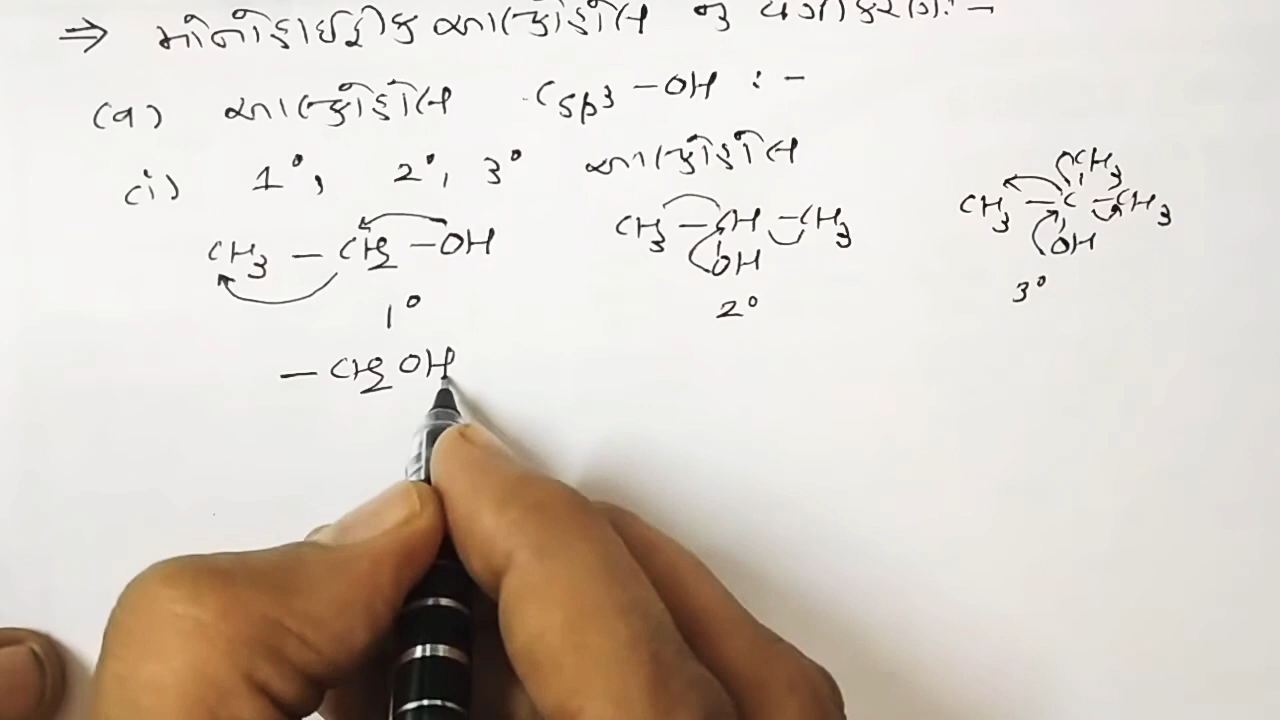 ⇒ મોનોહાઈડ્રીક આલ્કોહોલ નુ વર્ગીકરણ :-
(a) આલ્કોહોલ Csp3 - OH : -
(i) 1°, 2°, 3° આલ્કોહોલ
CH3 - CH2 - OH
1°
- CH2OH
CH3 - CH - CH3
OH
2°
CH3
CH3 - C - CH3
OH
3°